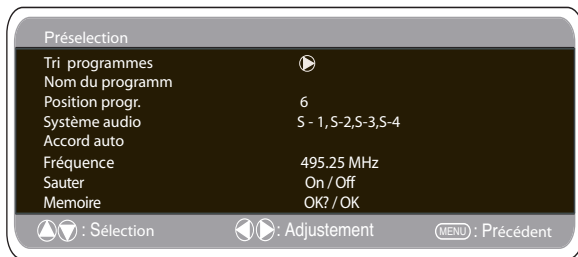 Préselection
Tri programmes
Nom du programm
Position progr. 6
Système audio S - 1, S-2,S-3,S-4
Accord auto
Fréquence 495.25 MHz
Sauter On / Off
Memoire OK? / OK
: Sélection : Adjustement MENU : Précédent